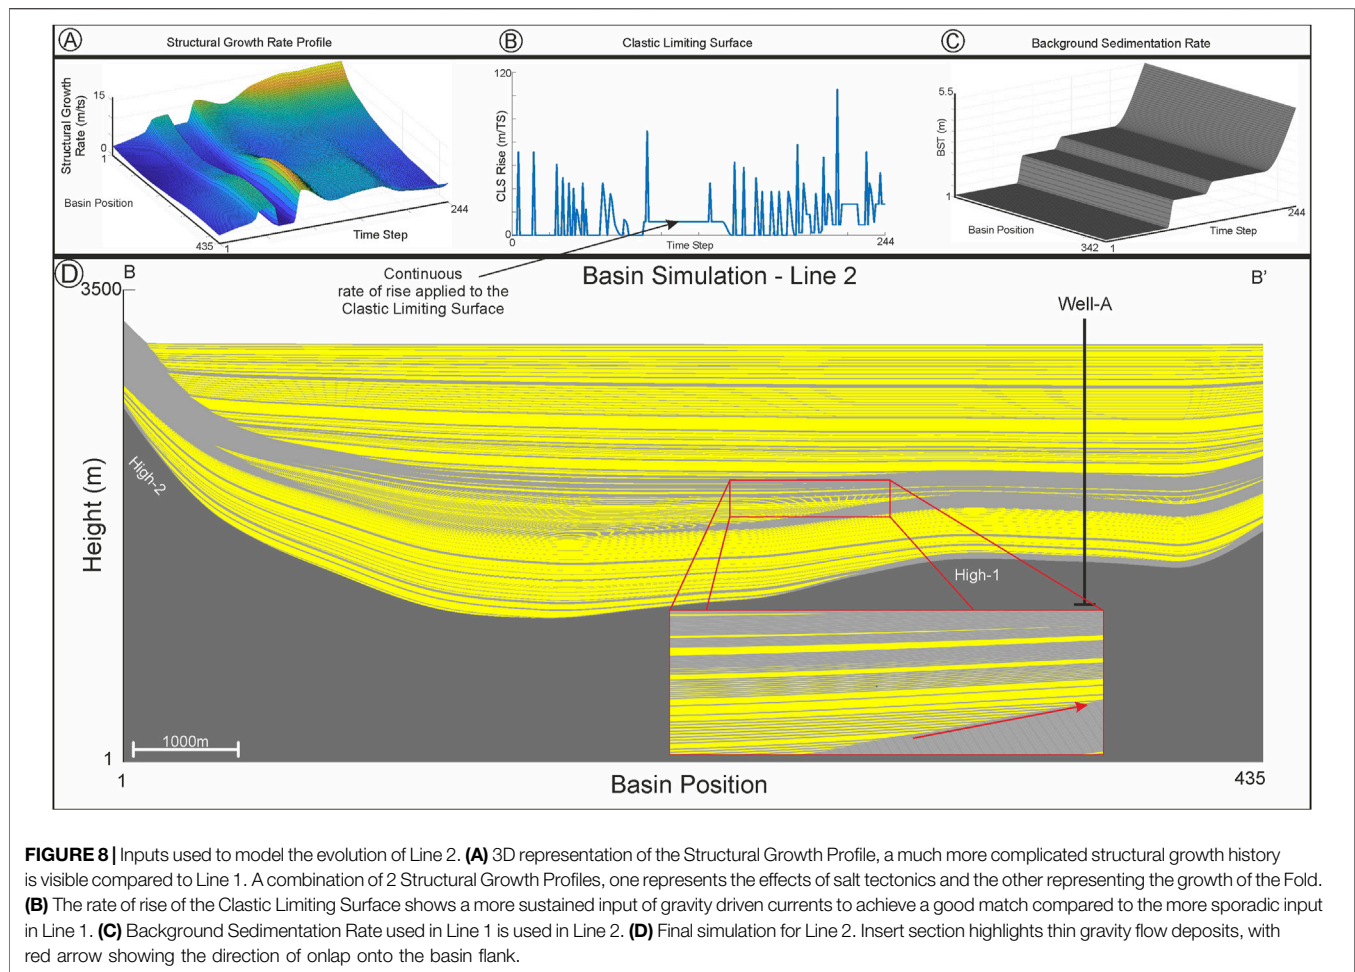 A
Structural Growth Rate Profile
B
Clastic Limiting Surface
C
Background Sedimentation Rate
Structural Growth
Rate (m/ts)
15
0
1
Basin Position
435
1
Time Step
244
CLS Rise (m/TS)
120
0
0
Time Step
244
BST (m)
5.5
1
Basin Position
342
1
Time Step
244
Continuous
rate of rise applied to the
Clastic Limiting Surface
D
B
Basin Simulation - Line 2
B'
3500
Well-A
Height (m)
High-2
High-1
1000m
1
1
Basin Position
435
FIGURE 8 | Inputs used to model the evolution of Line 2. (A) 3D representation of the Structural Growth Profile, a much more complicated structural growth history
is visible compared to Line 1. A combination of 2 Structural Growth Profiles, one represents the effects of salt tectonics and the other representing the growth of the Fold.
(B) The rate of rise of the Clastic Limiting Surface shows a more sustained input of gravity driven currents to achieve a good match compared to the more sporadic input
in Line 1. (C) Background Sedimentation Rate used in Line 1 is used in Line 2. (D) Final simulation for Line 2. Insert section highlights thin gravity flow deposits, with
red arrow showing the direction of onlap onto the basin flank.